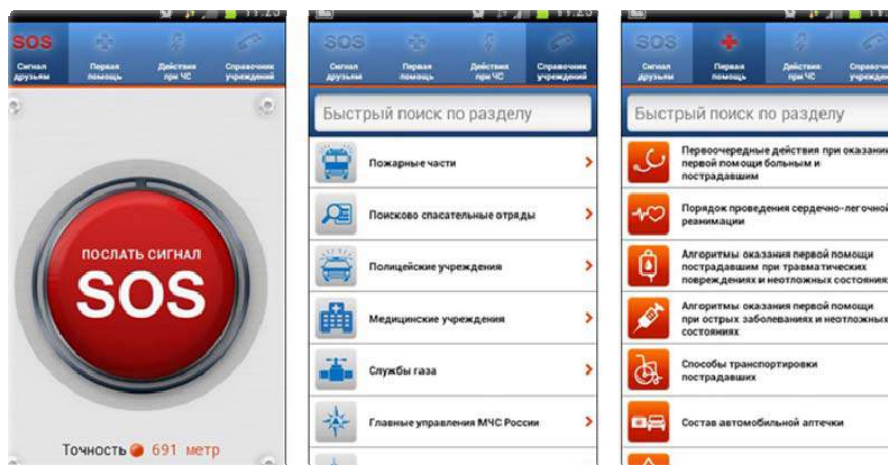 SOS
Сигнал
друзьям
Первая
помощь
Действия
при ЧС
Справочник
учреждений
ПОСЛАТЬ СИГНАЛ
SOS
Точность 691 метр
11:25
SOS
Сигнал
друзьям
Первая
помощь
Действия
при ЧС
Справочник
учреждений
Быстрый поиск по разделу
Пожарные части
Поисково спасательные отряды
Полицейские учреждения
Медицинские учреждения
Службы газа
Главные управления МЧС России
SOS
Сигнал
друзьям
Первая
помощь
Действия
при ЧС
Быстрый поиск по разделу
Первоочередные действия при оказании
первой помощи больным и
пострадавшим
Порядок проведения сердечно-легочной
реанимации
Алгоритмы оказания первой помощи
пострадавшим при травматических
повреждениях и неотложных состояниях
Алгоритмы оказания первой помощи
при острых заболеваниях и неотложных
состояниях
Способы транспортировки
пострадавших
Состав автомобильной аптечки